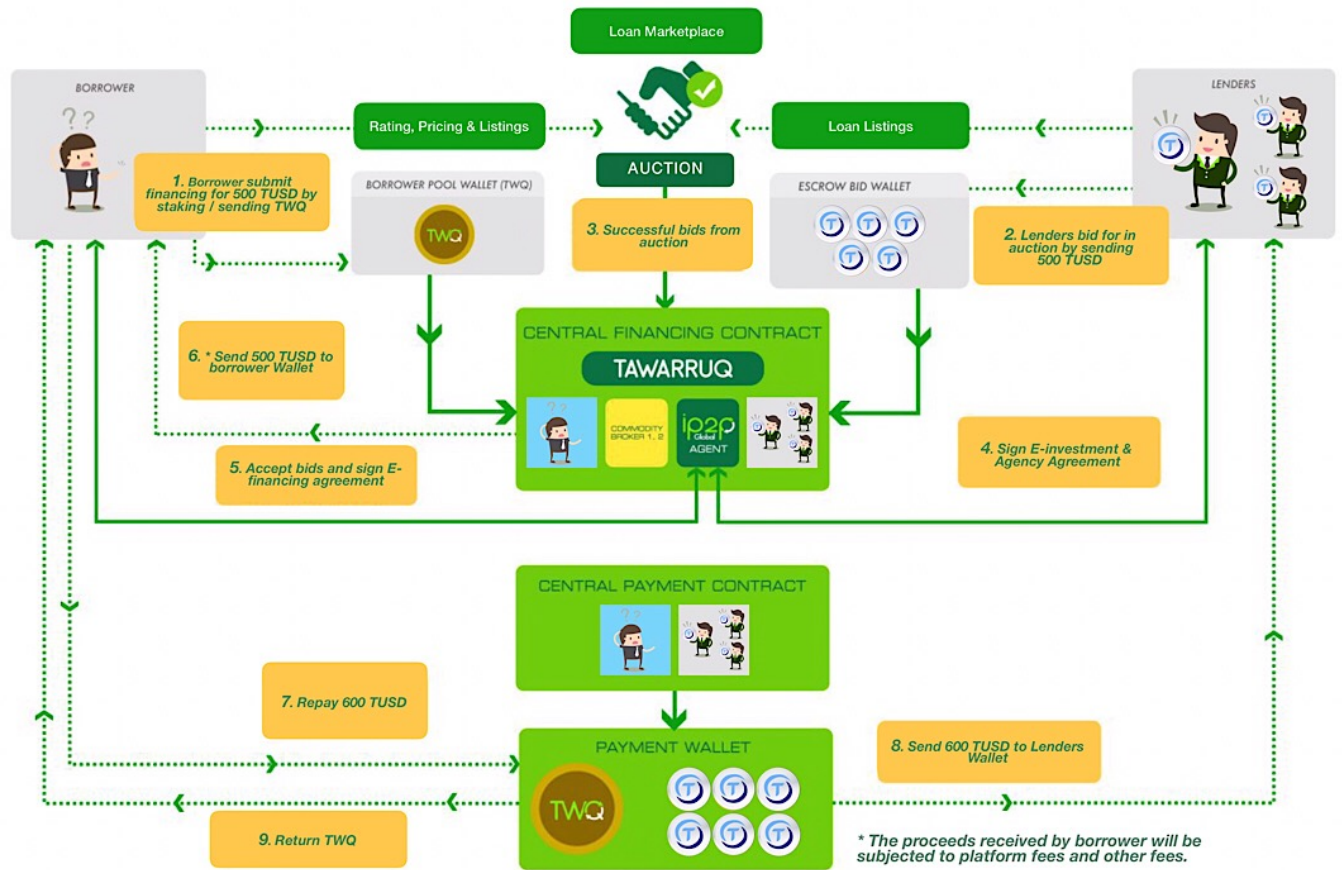 Loan Marketplace
BORROWER
LENDERS
? ?
Rating, Pricing & Listings
Loan Listings
AUCTION
1. Borrower submit
financing for 500 TUSD by
staking / sending TWQ
BORROWER POOL WALLET (TWQ)
TWQ
3. Successful bids from
auction
ESCROW BID WALLET
2. Lenders bid for in
auction by sending
500 TUSD
CENTRAL FINANCING CONTRACT
TAWARRUQ
6. * Send 500 TUSD to
borrower Wallet
COMMODITY
BROKER 1, 2
ip2p
Global
AGENT
5. Accept bids and sign E-
financing agreement
4. Sign E-investment &
Agency Agreement
CENTRAL PAYMENT CONTRACT
7. Repay 600 TUSD
PAYMENT WALLET
TWQ
8. Send 600 TUSD to Lenders
Wallet
9. Return TWQ
* The proceeds received by borrower will be
subjected to platform fees and other fees.